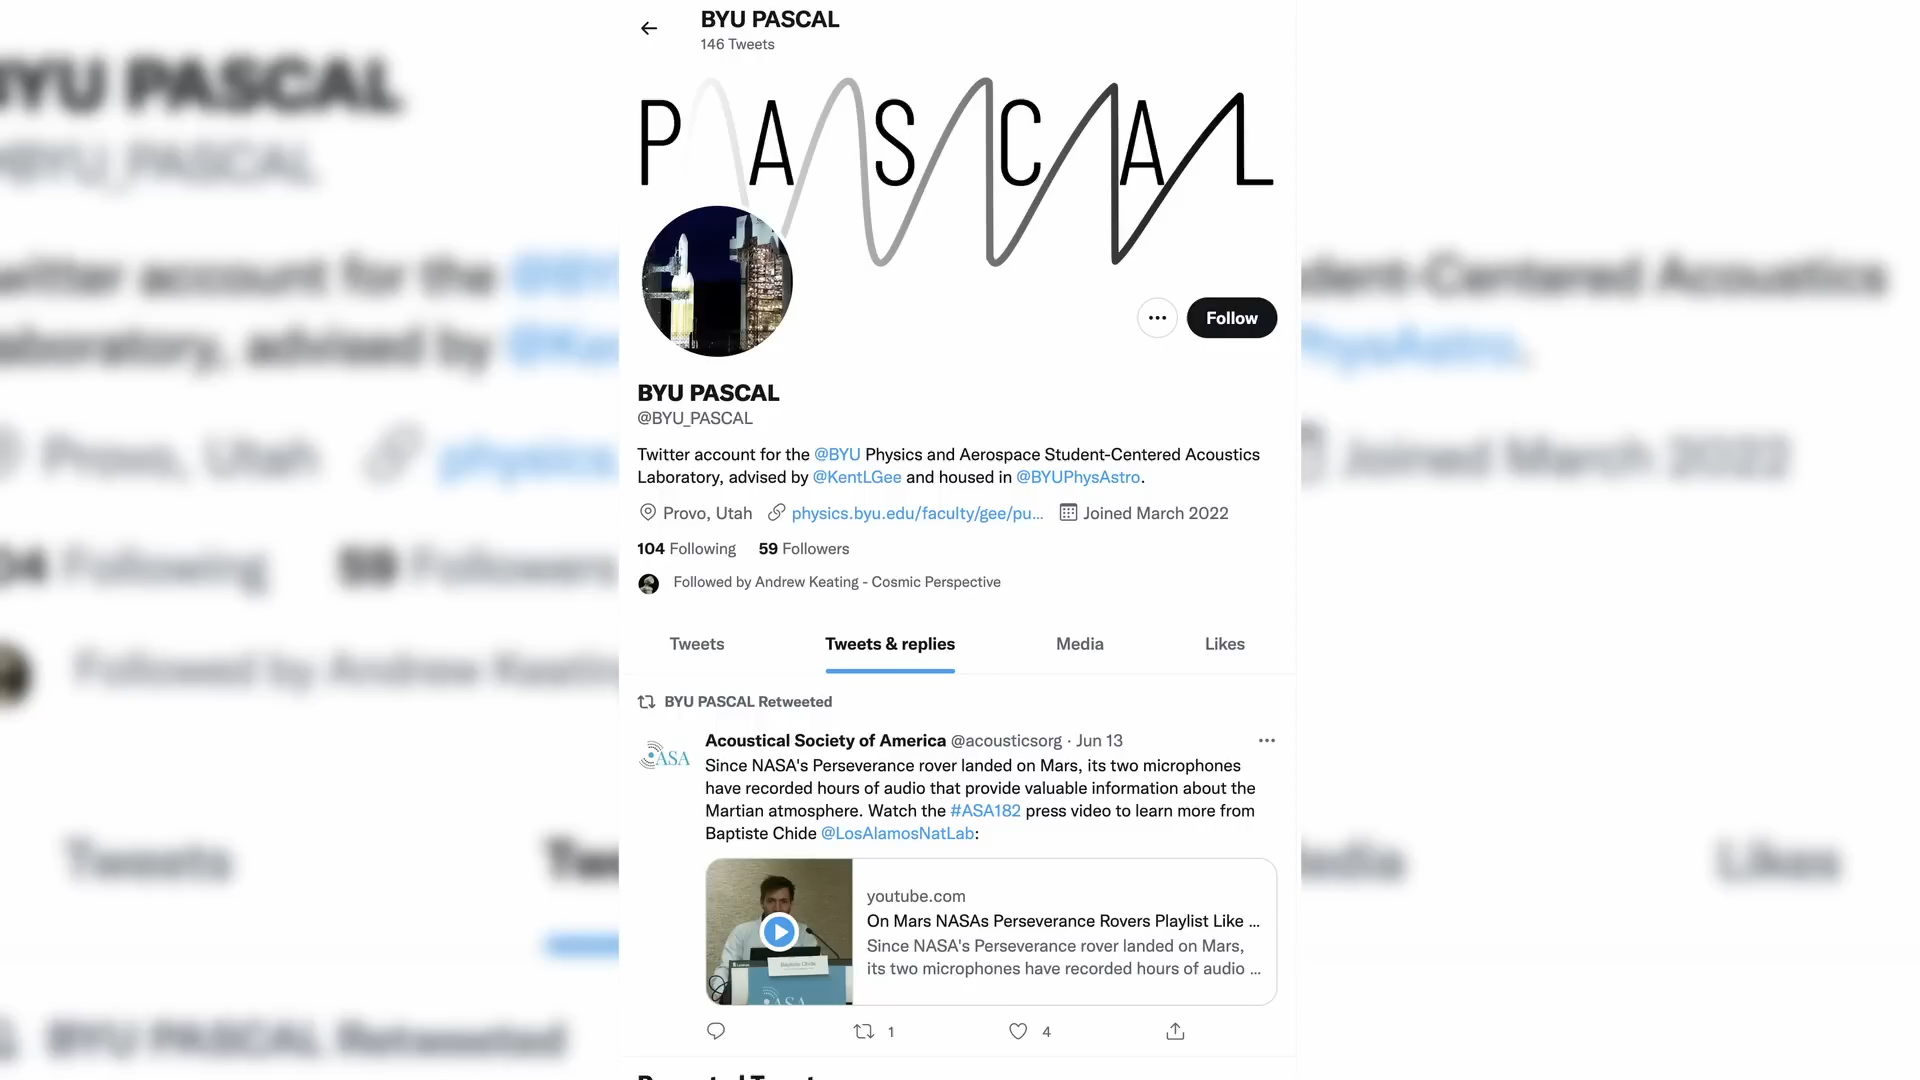 BYU PASCAL
146 Tweets
PASCAL
Follow
BYU PASCAL
@BYU_PASCAL
Twitter account for the @BYU Physics and Aerospace Student-Centered Acoustics
Laboratory, advised by @KentLGee and housed in @BYUPhysAstro.
Provo, Utah physics.byu.edu/faculty/gee/pu... Joined March 2022
104 Following 59 Followers
Followed by Andrew Keating - Cosmic Perspective
Tweets Tweets & replies Media Likes
BYU PASCAL Retweeted
Acoustical Society of America @acousticsorg · Jun 13
ASA
Since NASA's Perseverance rover landed on Mars, its two microphones
have recorded hours of audio that provide valuable information about the
Martian atmosphere. Watch the #ASA182 press video to learn more from
Baptiste Chide @LosAlamosNatLab:
youtube.com
On Mars NASAs Perseverance Rovers Playlist Like ...
Since NASA's Perseverance rover landed on Mars,
its two microphones have recorded hours of audio ...
Baptiste Chide
ASA
1 4